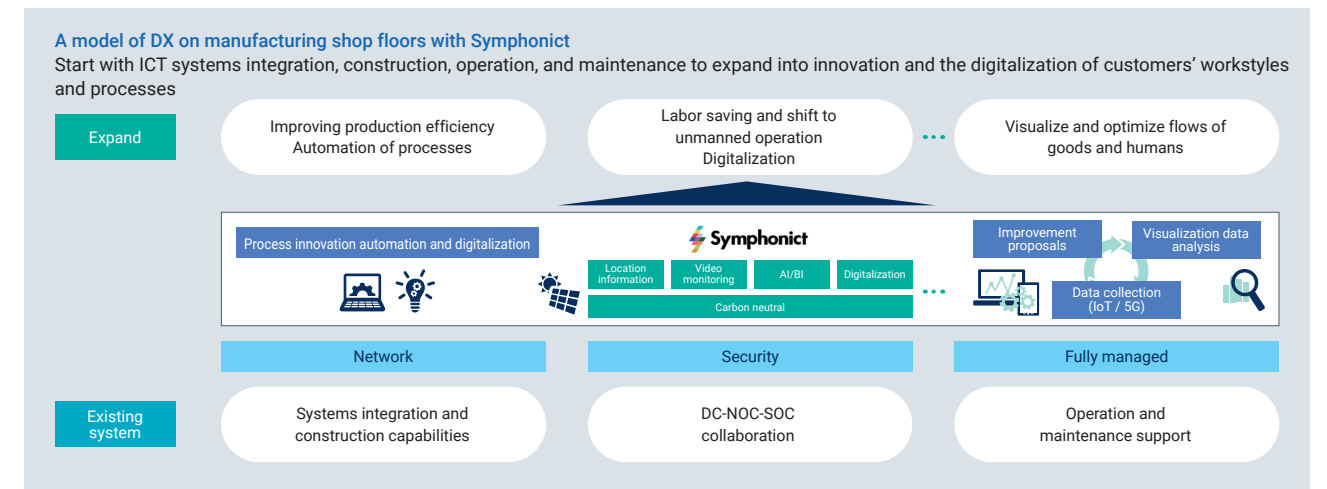 A model of DX on manufacturing shop floors with Symphonict
Start with ICT systems integration, construction, operation, and maintenance to expand into innovation and the digitalization of customers’ workstyles
and processes
Expand
Improving production efficiency
Automation of processes
Labor saving and shift to
unmanned operation
Digitalization
Visualize and optimize flows of
goods and humans
Process innovation automation and digitalization
Symphonict
Location
information
Video
monitoring
AI/BI
Digitalization
Carbon neutral
Improvement
proposals
Visualization data
analysis
Data collection
(IoT / 5G)
Network
Security
Fully managed
Existing
system
Systems integration and
construction capabilities
DC-NOC-SOC
collaboration
Operation and
maintenance support